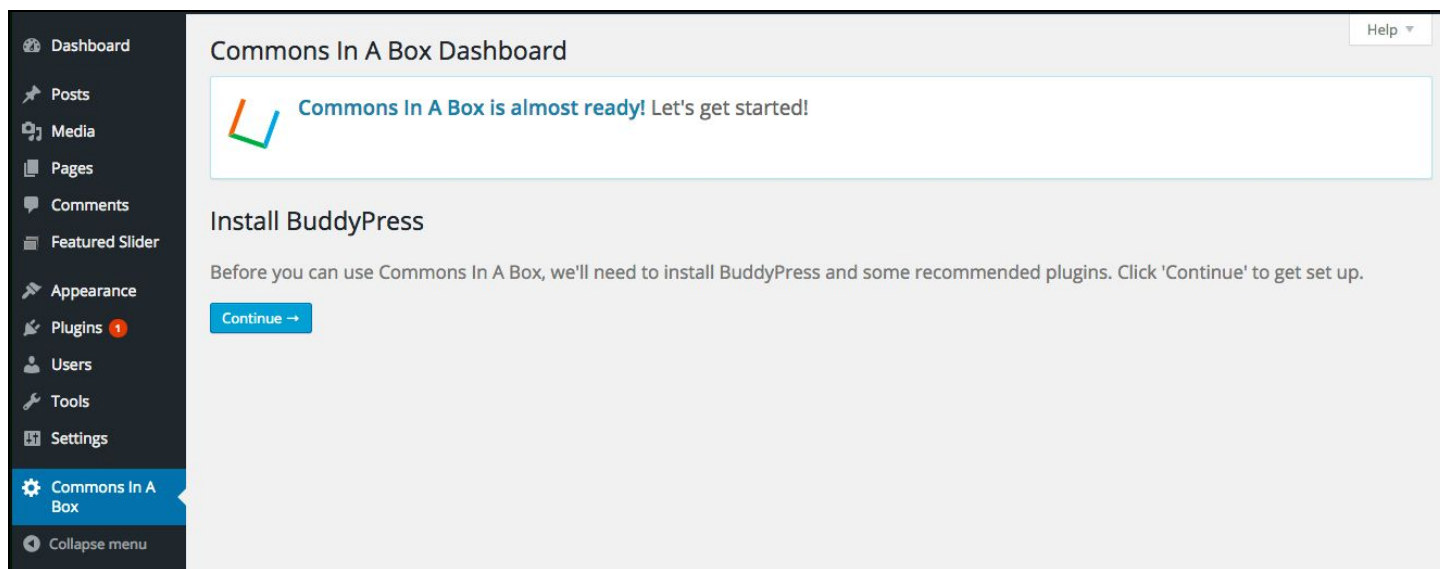 Dashboard
Posts
Media
Pages
Comments
Featured Slider
Appearance
Plugins 1
Users
Tools
Settings
Commons In A
Box
Collapse menu
Help
Commons In A Box Dashboard
Commons In A Box is almost ready! Let's get started!
Install BuddyPress
Before you can use Commons In A Box, we'll need to install BuddyPress and some recommended plugins. Click 'Continue' to get set up.
Continue →